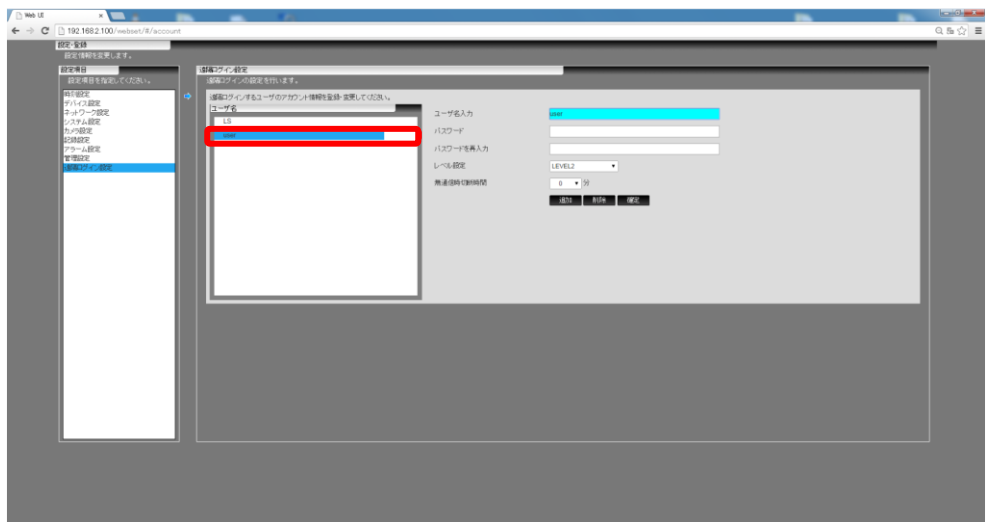 Web UI
192.168.2.100/webset/#/account
設定・登録
設定情報を変更します。
設定項目
設定項目を指定してください。
時刻設定
デバイス設定
ネットワーク設定
システム設定
カメラ設定
記録設定
アラーム設定
管理設定
遠隔ログイン設定
遠隔ログイン設定
遠隔ログインの設定を行います。
遠隔ログインするユーザのアカウント情報を登録・変更してください。
ユーザ名
LS
user
ユーザ名入力
user
パスワード
パスワードを再入力
レベル設定
LEVEL2
無通信時切断時間
0 分
追加 削除 確定